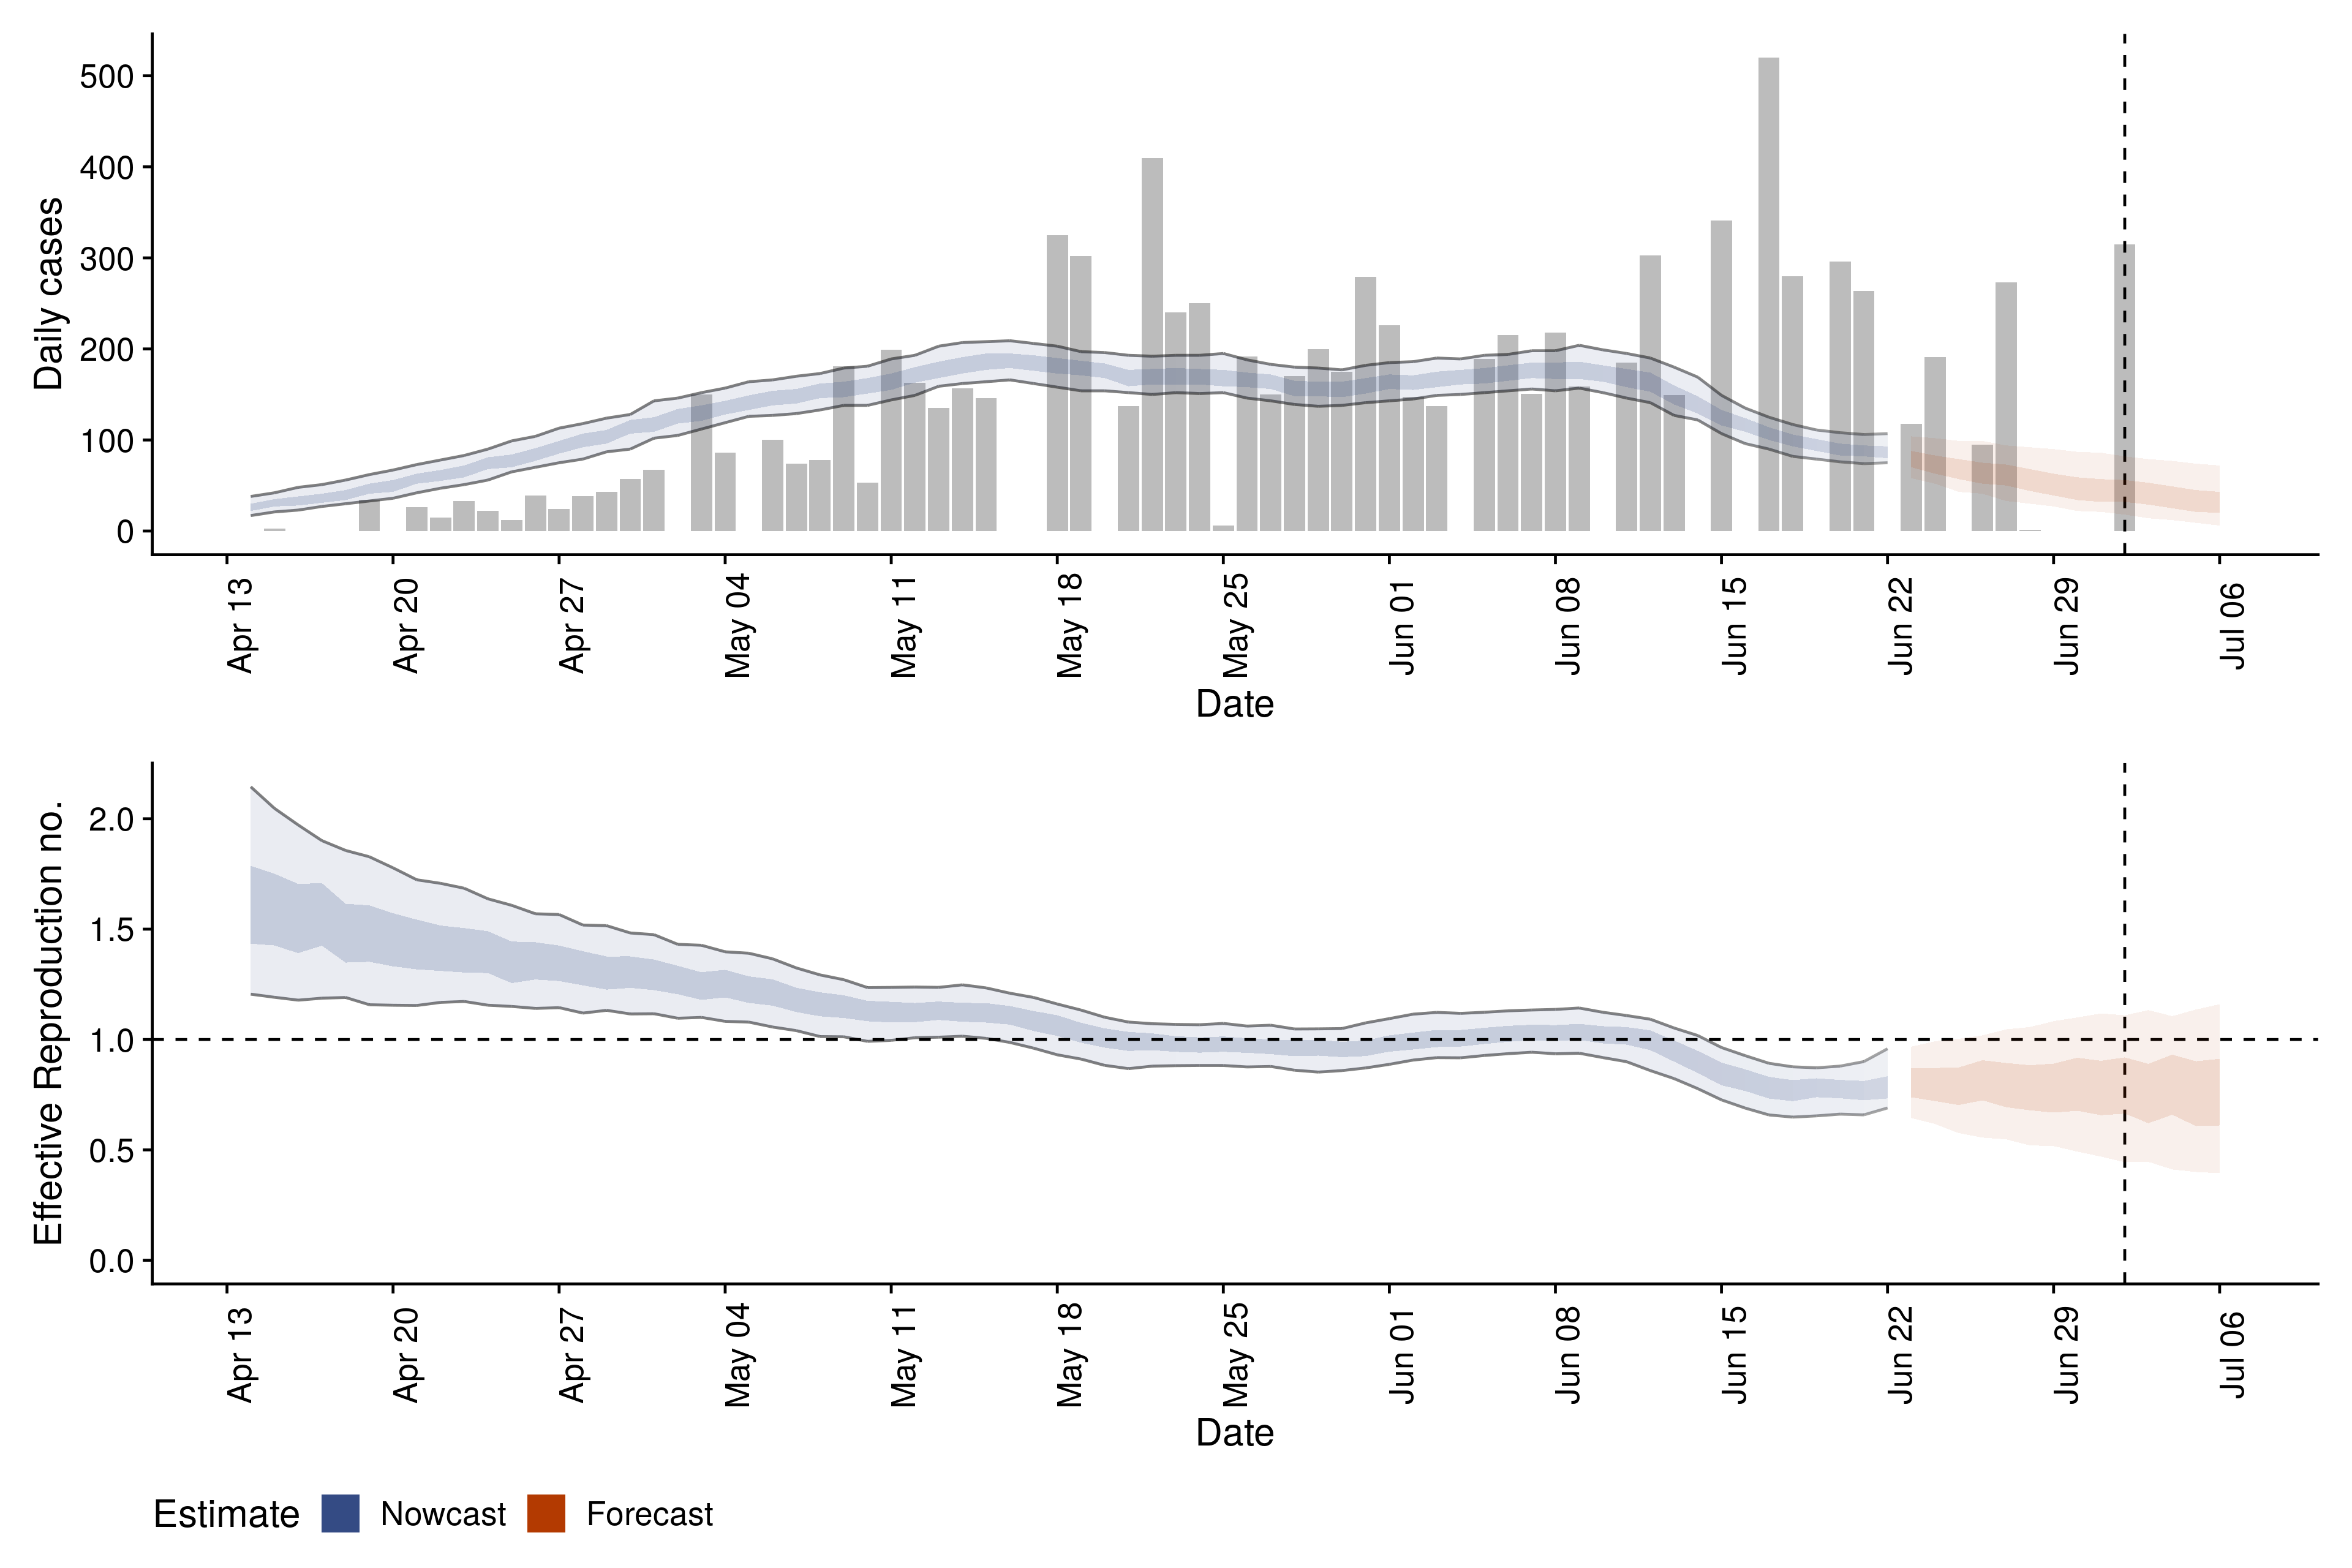 Daily cases
500
400
300
200
100
0
Apr 13
Apr 20
Apr 27
May 04
May 11
May 18
May 25
Jun 01
Jun 08
Jun 15
Jun 22
Jun 29
Jul 06
Date
Effective Reproduction no.
2.0
1.5
1.0
0.5
0.0
Apr 13
Apr 20
Apr 27
May 04
May 11
May 18
May 25
Jun 01
Jun 08
Jun 15
Jun 22
Jun 29
Jul 06
Date
Estimate Nowcast Forecast